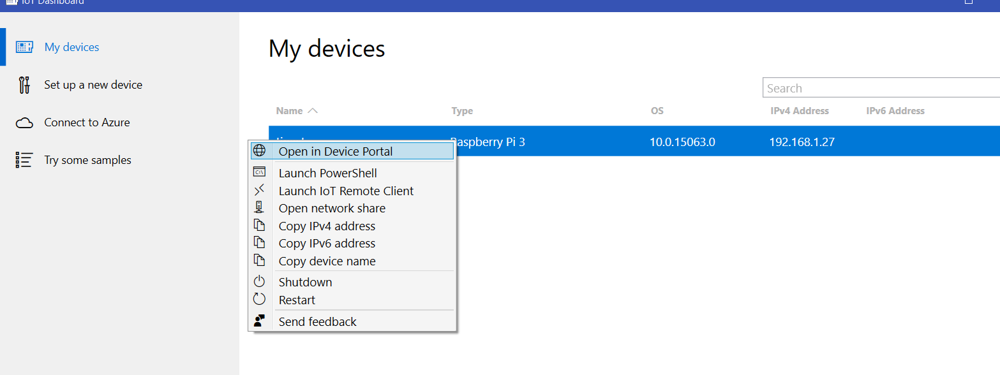 IoT Dashboard
My devices
Set up a new device
Connect to Azure
Try some samples
My devices
Search
Name Type OS IPv4 Address IPv6 Address
Raspberry Pi 3 10.0.15063.0 192.168.1.27
Open in Device Portal
C:\
Launch PowerShell
Launch IoT Remote Client
Open network share
Copy IPv4 address
Copy IPv6 address
Copy device name
Shutdown
Restart
Send feedback